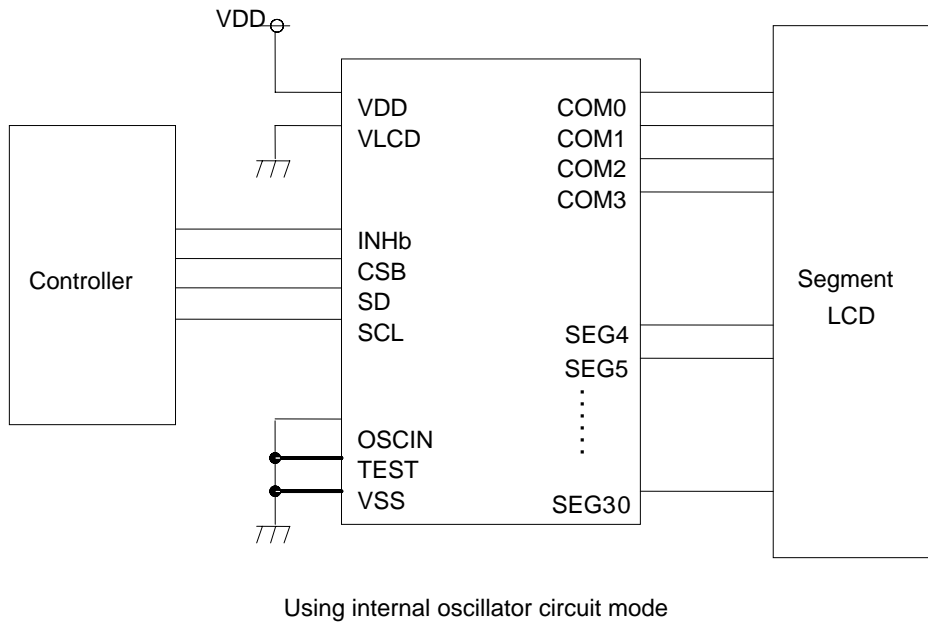 VDD
VDD
VLCD
INHb
CSB
SD
SCL
OSCIN
TEST
VSS
COM0
COM1
COM2
COM3
SEG4
SEG5
SEG30
Controller
Segment
LCD
Using internal oscillator circuit mode